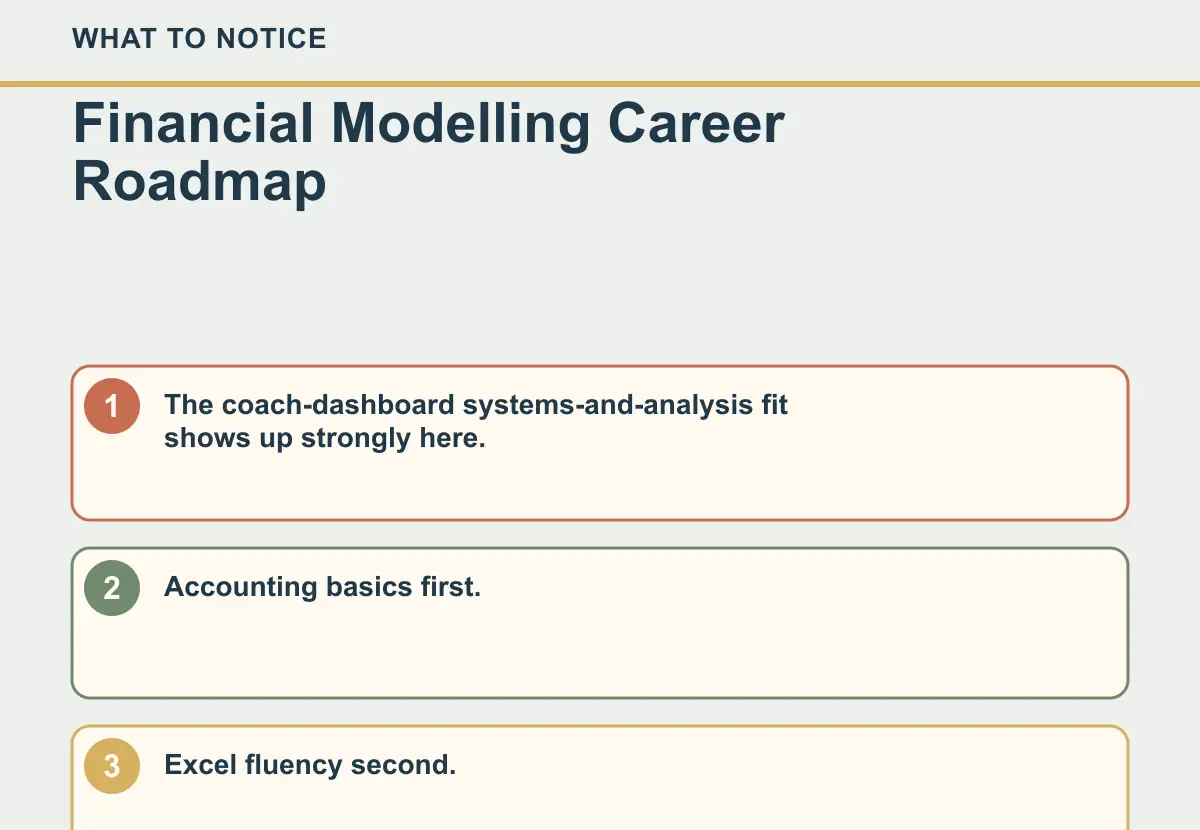 WHAT TO NOTICE
Financial Modelling Career
Roadmap
1
The coach-dashboard systems-and-analysis fit
shows up strongly here.
2
Accounting basics first.
3
Excel fluency second.